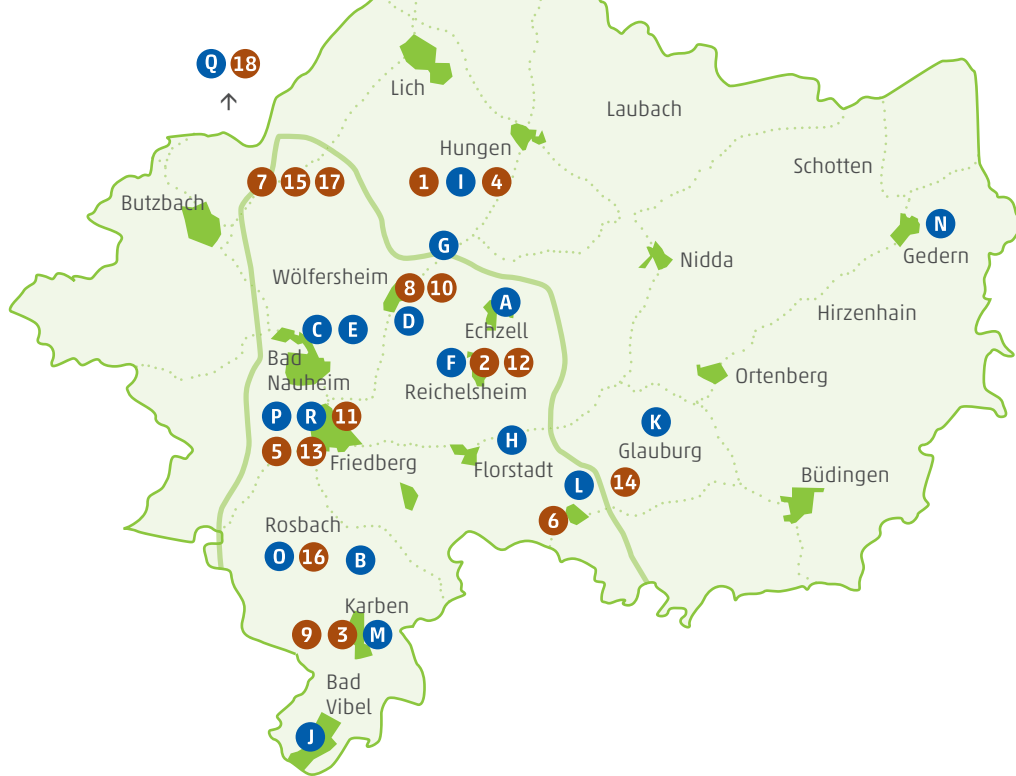 Q 18
Lich
Laubach
Hungen
Schotten
7 15 17
1 I 4
Butzbach
N
G
Gedern
Nidda
Wölfersheim
8 10
A
Hirzenhain
D
C E
Echzell
Bad
Nauheim
F 2 12
Ortenberg
Reichelsheim
P R 11
K
H
Glauburg
5 13
Friedberg
Florstadt
Büdingen
L
14
6
Rosbach
O 16
B
Karben
9 3 M
Bad
Vibel
J